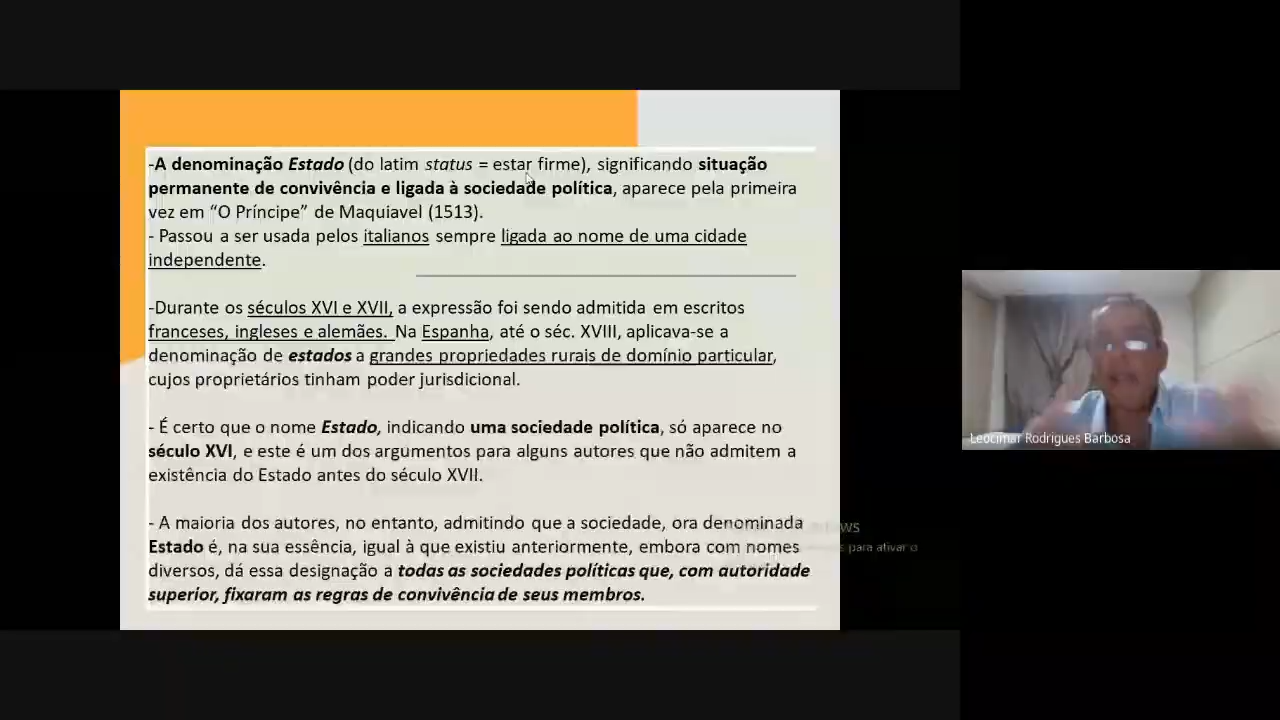 -A denominação Estado (do latim status = estar firme), significando situação
permanente de convivência e ligada à sociedade política, aparece pela primeira
vez em “O Príncipe” de Maquiavel (1513).
- Passou a ser usada pelos italianos sempre ligada ao nome de uma cidade
independente.
-Durante os séculos XVI e XVII, a expressão foi sendo admitida em escritos
franceses, ingleses e alemães. Na Espanha, até o séc. XVIII, aplicava-se a
denominação de estados a grandes propriedades rurais de domínio particular,
cujos proprietários tinham poder jurisdicional.
- É certo que o nome Estado, indicando uma sociedade política, só aparece no
século XVI, e este é um dos argumentos para alguns autores que não admitem a
existência do Estado antes do século XVII.
- A maioria dos autores, no entanto, admitindo que a sociedade, ora denominada
Estado é, na sua essência, igual à que existiu anteriormente, embora com nomes
diversos, dá essa designação a todas as sociedades políticas que, com autoridade
superior, fixaram as regras de convivência de seus membros.
para ativar o
Leocimar Rodrigues Barbosa